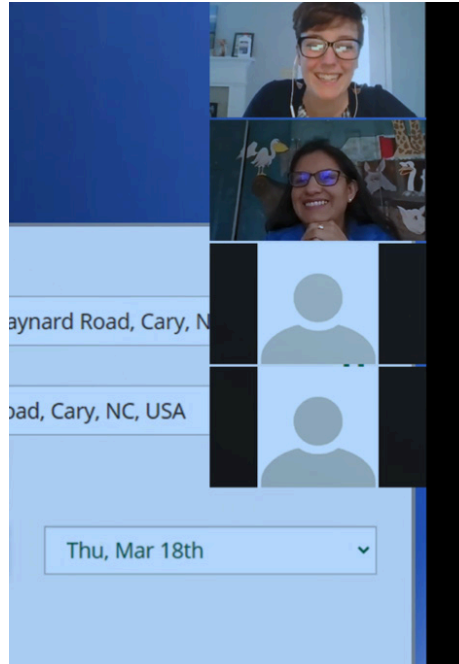 aynard Road, Cary, N
oad, Cary, NC, USA
Thu, Mar 18th